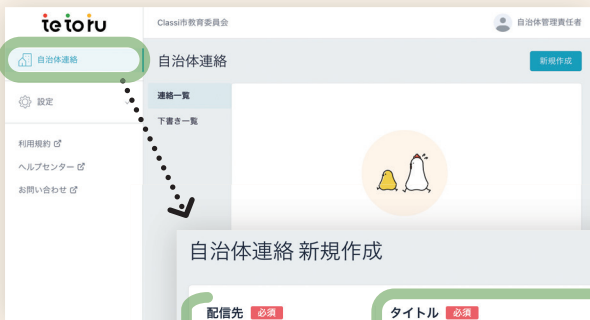 tetoru
Classi市教育委員会
自治体管理責任者
自治体連絡
自治体連絡
新規作成
設定
連絡一覧
下書き一覧
利用規約
ヘルプセンター
お問い合わせ
自治体連絡 新規作成
配信先 必須
タイトル 必須